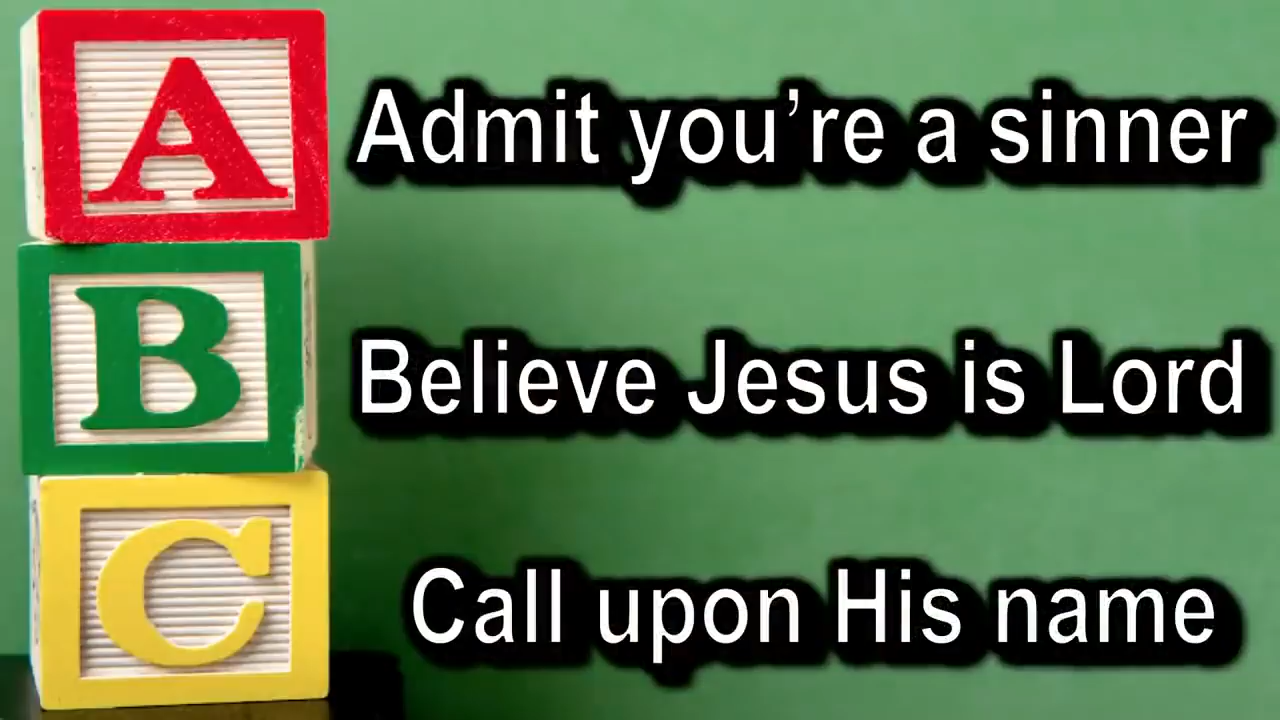 A
Admit you’re a sinner
B
Believe Jesus is Lord
C
Call upon His name